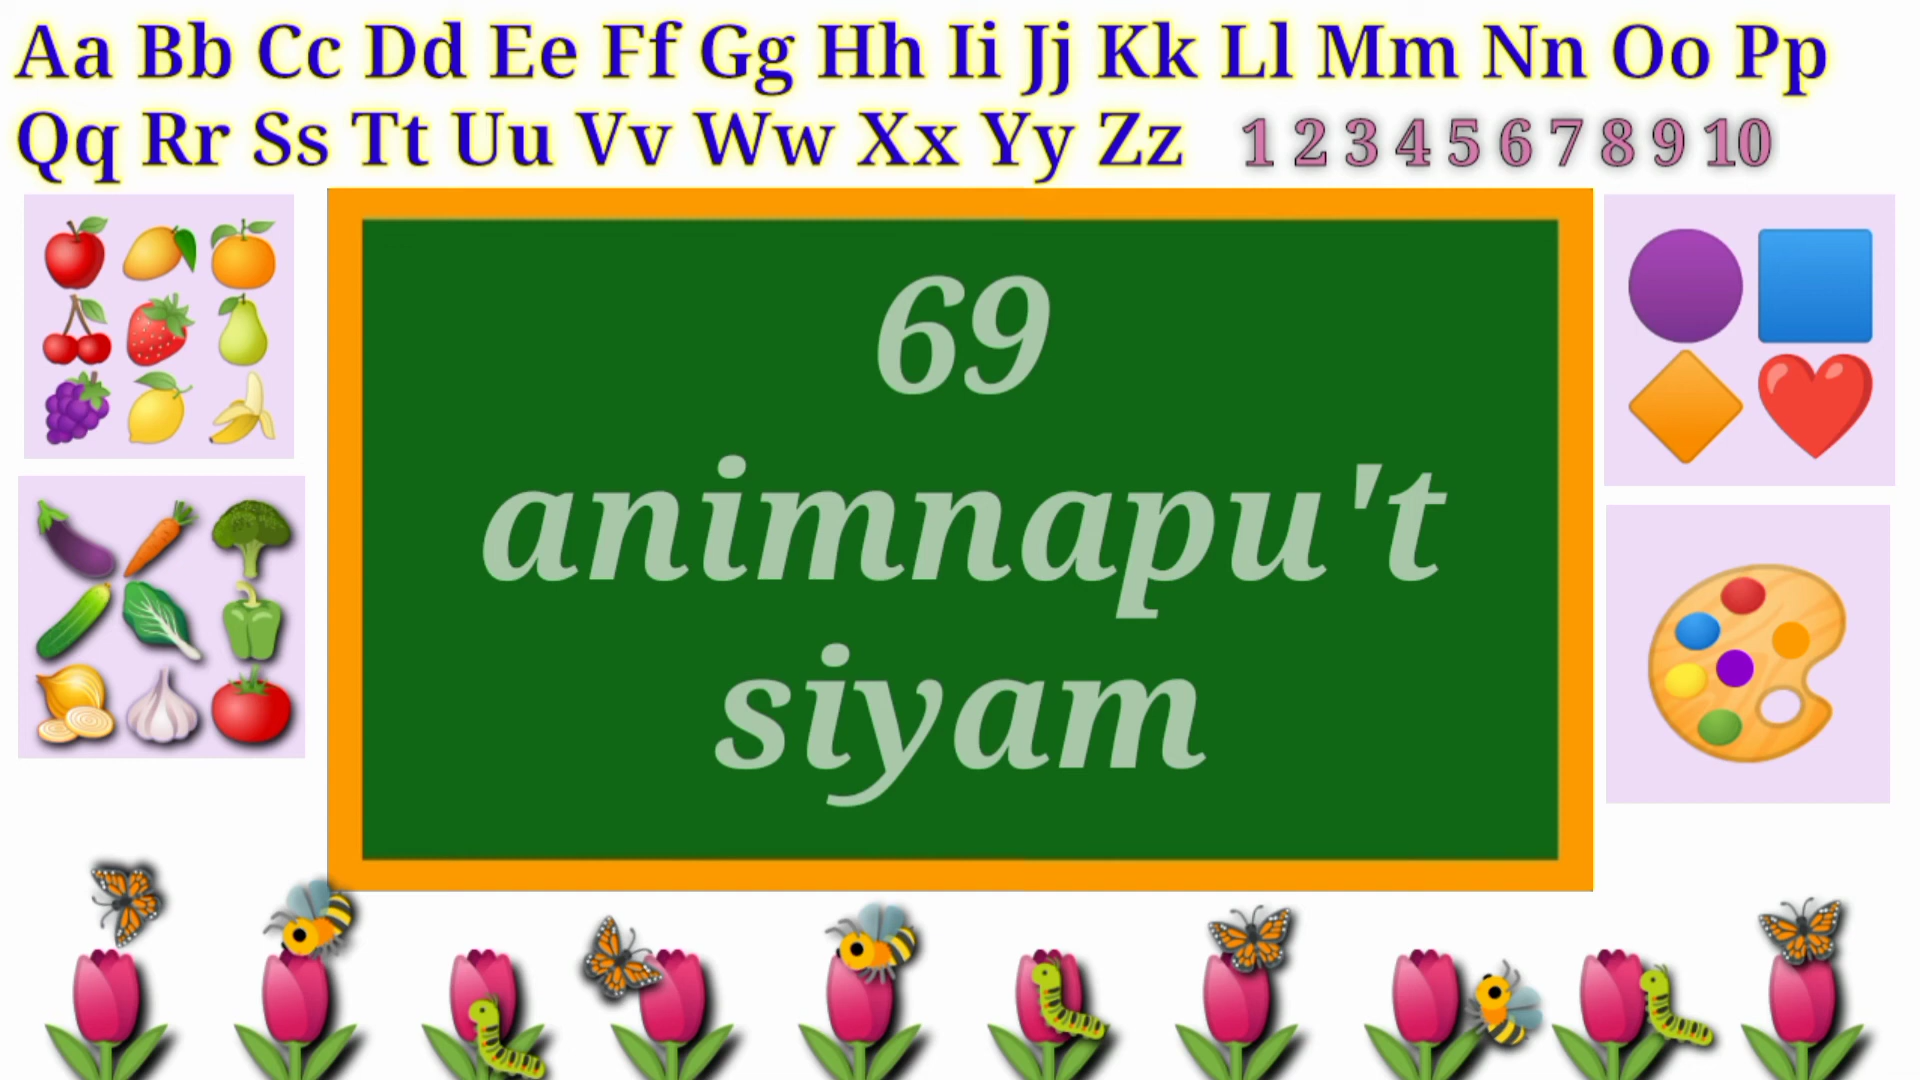 Aa Bb Cc Dd Ee Ff Gg Hh Ii Jj Kk Ll Mm Nn Oo Pp
Qq Rr Ss Tt Uu Vv Ww Xx Yy Zz 1 2 3 4 5 6 7 8 9 10
69
animnapu't
siyam